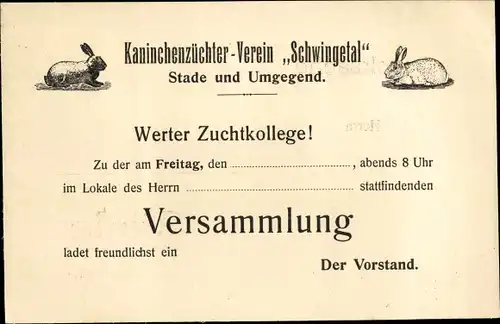 Kaninchenzüchter-Verein „Schwingetal"
Stade und Umgegend.
Werter Zuchtkollege!
Zu der am Freitag, den ................................, abends 8 Uhr
im Lokale des Herrn ............................................ stattfindenden
Versammlung
ladet freundlichst ein
Der Vorstand.